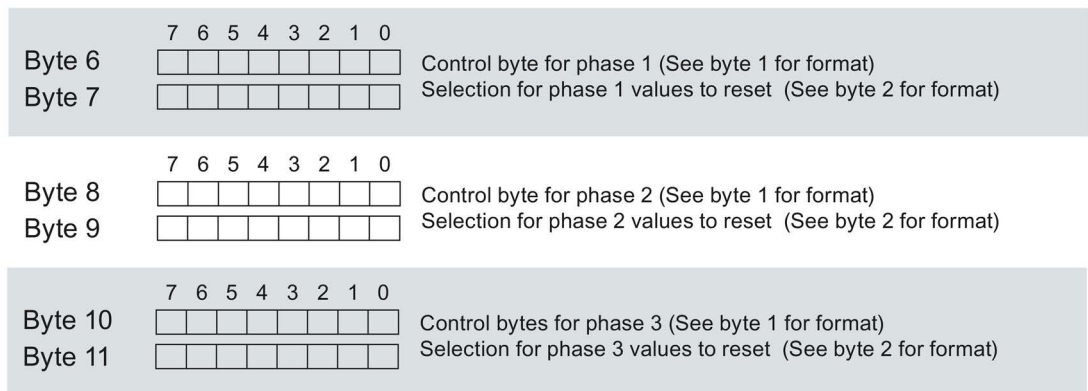 7 6 5 4 3 2 1 0
Byte 6 Control byte for phase 1 (See byte 1 for format)
Byte 7 Selection for phase 1 values to reset (See byte 2 for format)
7 6 5 4 3 2 1 0
Byte 8 Control byte for phase 2 (See byte 1 for format)
Byte 9 Selection for phase 2 values to reset (See byte 2 for format)
7 6 5 4 3 2 1 0
Byte 10 Control bytes for phase 3 (See byte 1 for format)
Byte 11 Selection for phase 3 values to reset (See byte 2 for format)